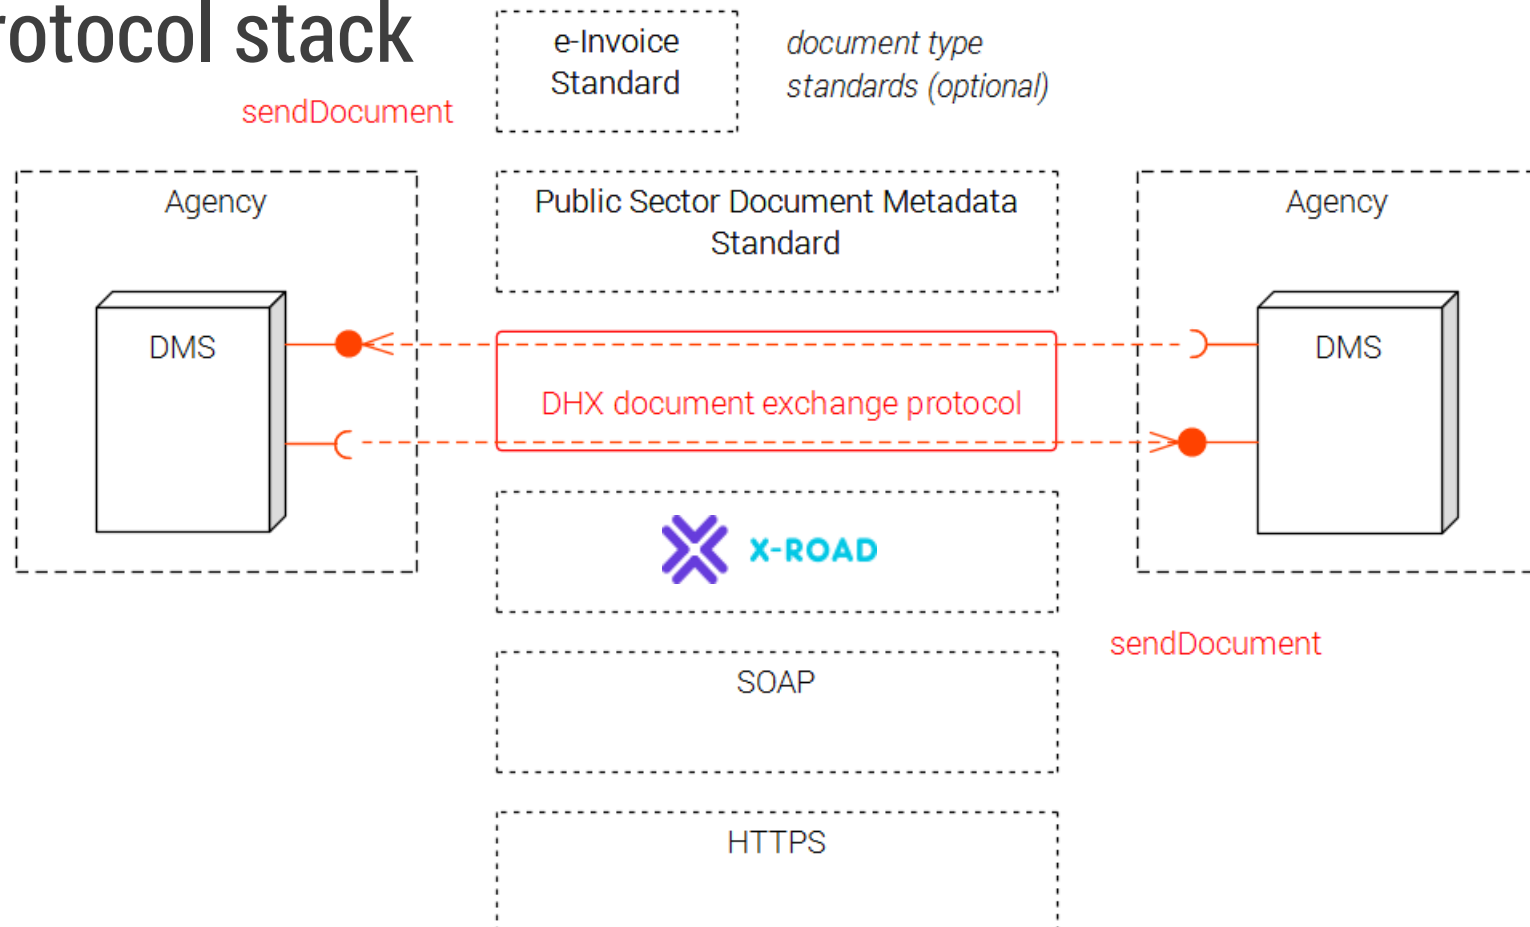 rotocol stack
e-Invoice
Standard
document type
standards (optional)
sendDocument
Agency
Public Sector Document Metadata
Standard
Agency
DMS
DMS
DHX document exchange protocol
X-ROAD
sendDocument
SOAP
HTTPS